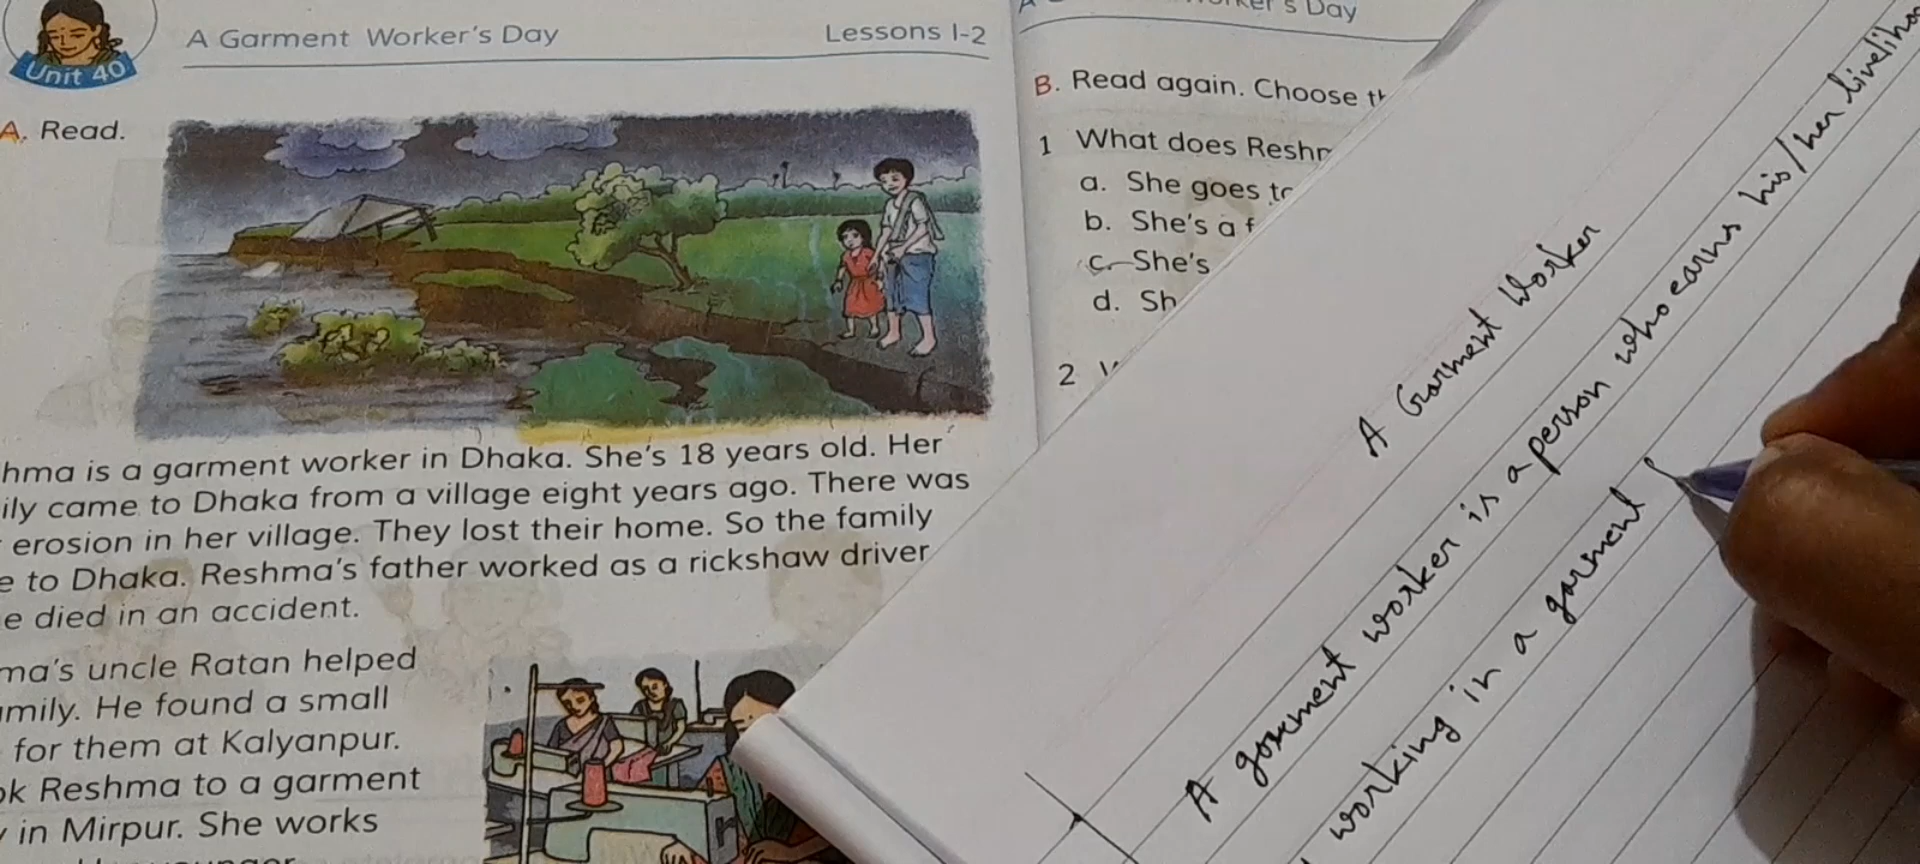 Unit 40
A Garment Worker's Day
Lessons 1-2
A. Read.
hma is a garment worker in Dhaka. She's 18 years old. Her
ily came to Dhaka from a village eight years ago. There was
erosion in her village. They lost their home. So the family
e to Dhaka. Reshma's father worked as a rickshaw driver
e died in an accident.
ma's uncle Ratan helped
mily. He found a small
for them at Kalyanpur.
ok Reshma to a garment
y in Mirpur. She works
ker's Day
B. Read again. Choose th
1 What does Reshm
a. She goes to
b. She's a f
c. She's
d. Sh
2
A Garment Worker
A garment worker is a person who earns his/her liveliho
working in a garment